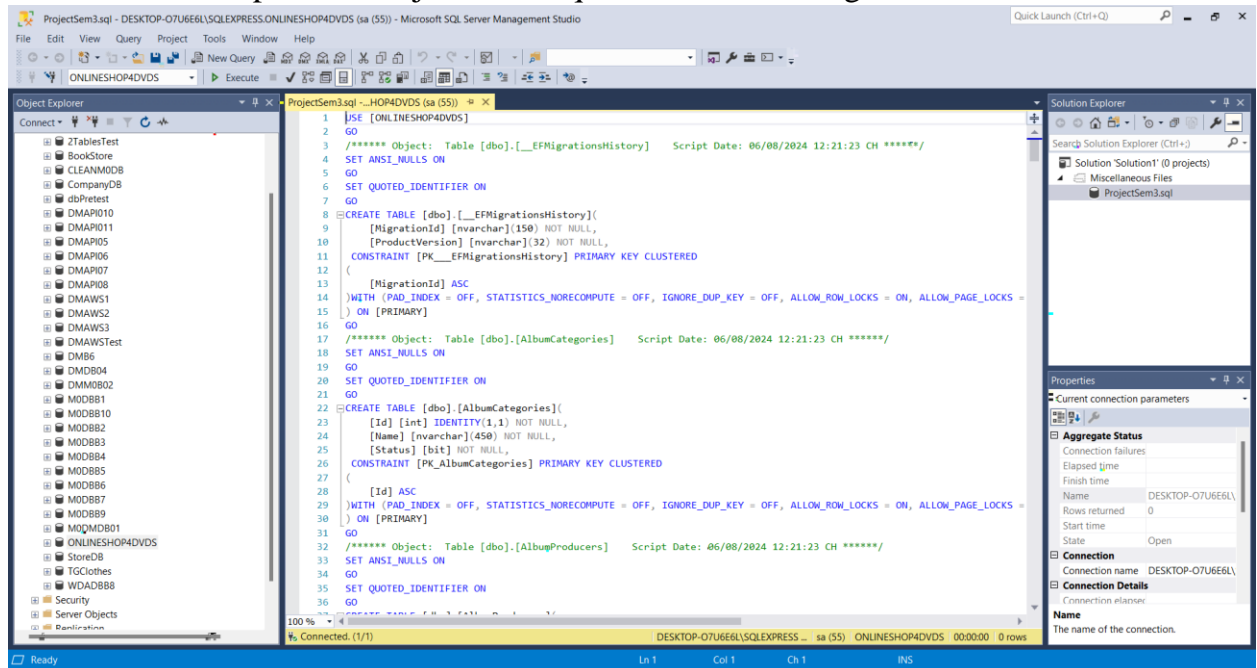 ProjectSem3.sql - DESKTOP-O7U6E6L\SQLEXPRESS.ONLINESHOP4DVDS (sa (55)) - Microsoft SQL Server Management Studio
Quick Launch (Ctrl+Q)
File Edit View Query Project Tools Window Help
New Query
ONLINESHOP4DVDS
Execute
Object Explorer
Connect
2TablesTest
BookStore
CLEANM0DB
CompanyDB
dbPretest
DMAPI010
DMAPI011
DMAPI05
DMAPI06
DMAPI07
DMAPI08
DMAWS1
DMAWS2
DMAWS3
DMAWSTest
DMB6
DMDB04
DMM0B02
M0DBB1
M0DBB10
M0DBB2
M0DBB3
M0DBB4
M0DBB5
M0DBB6
M0DBB7
M0DBB9
M0DMDB01
ONLINESHOP4DVDS
StoreDB
TGClothes
WDADBB8
Security
Server Objects
Replication
ProjectSem3.sql -...HOP4DVDS (sa (55))
1 USE [ONLINESHOP4DVDS]
2 GO
3 /****** Object: Table [dbo].[__EFMigrationsHistory] Script Date: 06/08/2024 12:21:23 CH ******/
4 SET ANSI_NULLS ON
5 GO
6 SET QUOTED_IDENTIFIER ON
7 GO
8 CREATE TABLE [dbo].[__EFMigrationsHistory](
9 [MigrationId] [nvarchar](150) NOT NULL,
10 [ProductVersion] [nvarchar](32) NOT NULL,
11 CONSTRAINT [PK___EFMigrationsHistory] PRIMARY KEY CLUSTERED
12 (
13 [MigrationId] ASC
14 )WITH (PAD_INDEX = OFF, STATISTICS_NORECOMPUTE = OFF, IGNORE_DUP_KEY = OFF, ALLOW_ROW_LOCKS = ON, ALLOW_PAGE_LOCKS =
15 ) ON [PRIMARY]
16 GO
17 /****** Object: Table [dbo].[AlbumCategories] Script Date: 06/08/2024 12:21:23 CH ******/
18 SET ANSI_NULLS ON
19 GO
20 SET QUOTED_IDENTIFIER ON
21 GO
22 CREATE TABLE [dbo].[AlbumCategories](
23 [Id] [int] IDENTITY(1,1) NOT NULL,
24 [Name] [nvarchar](450) NOT NULL,
25 [Status] [bit] NOT NULL,
26 CONSTRAINT [PK_AlbumCategories] PRIMARY KEY CLUSTERED
27 (
28 [Id] ASC
29 )WITH (PAD_INDEX = OFF, STATISTICS_NORECOMPUTE = OFF, IGNORE_DUP_KEY = OFF, ALLOW_ROW_LOCKS = ON, ALLOW_PAGE_LOCKS =
30 ) ON [PRIMARY]
31 GO
32 /****** Object: Table [dbo].[AlbumProducers] Script Date: 06/08/2024 12:21:23 CH ******/
33 SET ANSI_NULLS ON
34 GO
35 SET QUOTED_IDENTIFIER ON
36 GO
100 %
Connected. (1/1)
DESKTOP-O7U6E6L\SQLEXPRESS ... sa (55) ONLINESHOP4DVDS 00:00:00 0 rows
Solution Explorer
Search Solution Explorer (Ctrl+;)
Solution 'Solution1' (0 projects)
Miscellaneous Files
ProjectSem3.sql
Properties
Current connection parameters
Aggregate Status
Connection failures
Elapsed time
Finish time
Name DESKTOP-O7U6E6L\
Rows returned 0
Start time
State Open
Connection
Connection name DESKTOP-O7U6E6L\
Connection Details
Connection elapsed
Name
The name of the connection.
Ready
Ln 1 Col 1 Ch 1 INS